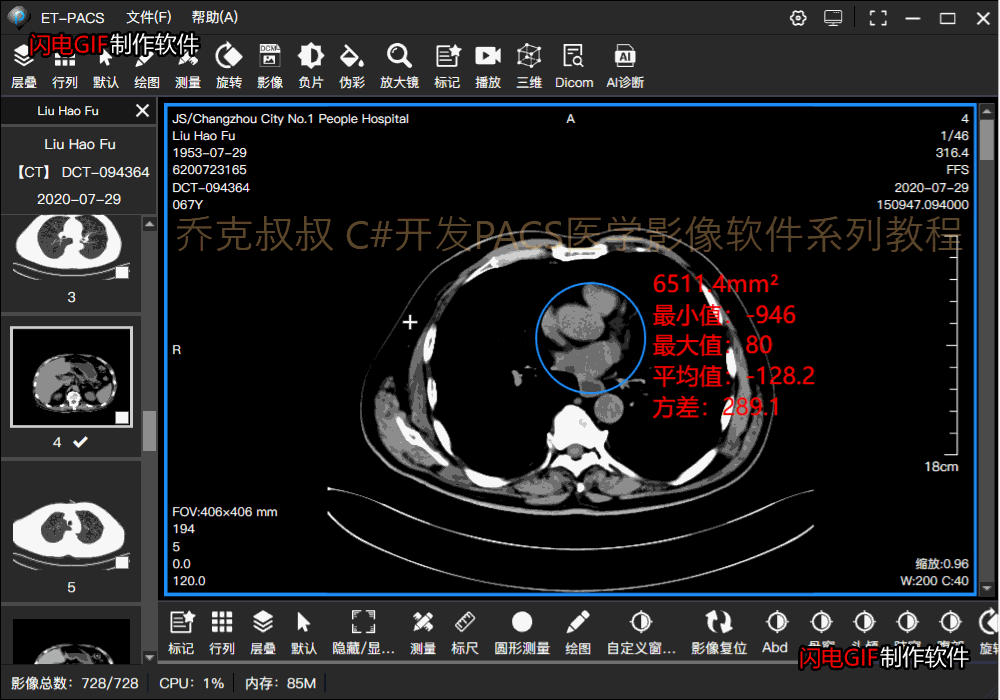 ET-PACS 文件(F) 帮助(A)
闪电GIF制作软件
层叠 行列 默认 绘图 测量 旋转 影像 负片 伪彩 放大镜 标记 播放 三维 Dicom AI诊断
Liu Hao Fu
Liu Hao Fu
【CT】 DCT-094364
2020-07-29
3
4
5
JS/Changzhou City No.1 People Hospital
Liu Hao Fu
1953-07-29
6200723165
DCT-094364
067Y
A
4
1/46
316.4
FFS
2020-07-29
150947.094000
乔克叔叔 C#开发PACS医学影像软件系列教程
6511.4mm²
最小值：-946
最大值：80
平均值：-128.2
方差：289.1
R
18cm
FOV:406×406 mm
194
5
0.0
120.0
缩放:0.96
W:200 C:40
标记 行列 层叠 默认 隐藏/显... 测量 标尺 圆形测量 绘图 自定义窗... 影像复位 Abd
闪电GIF制作软件
影像总数：728/728 CPU：1% 内存：85M